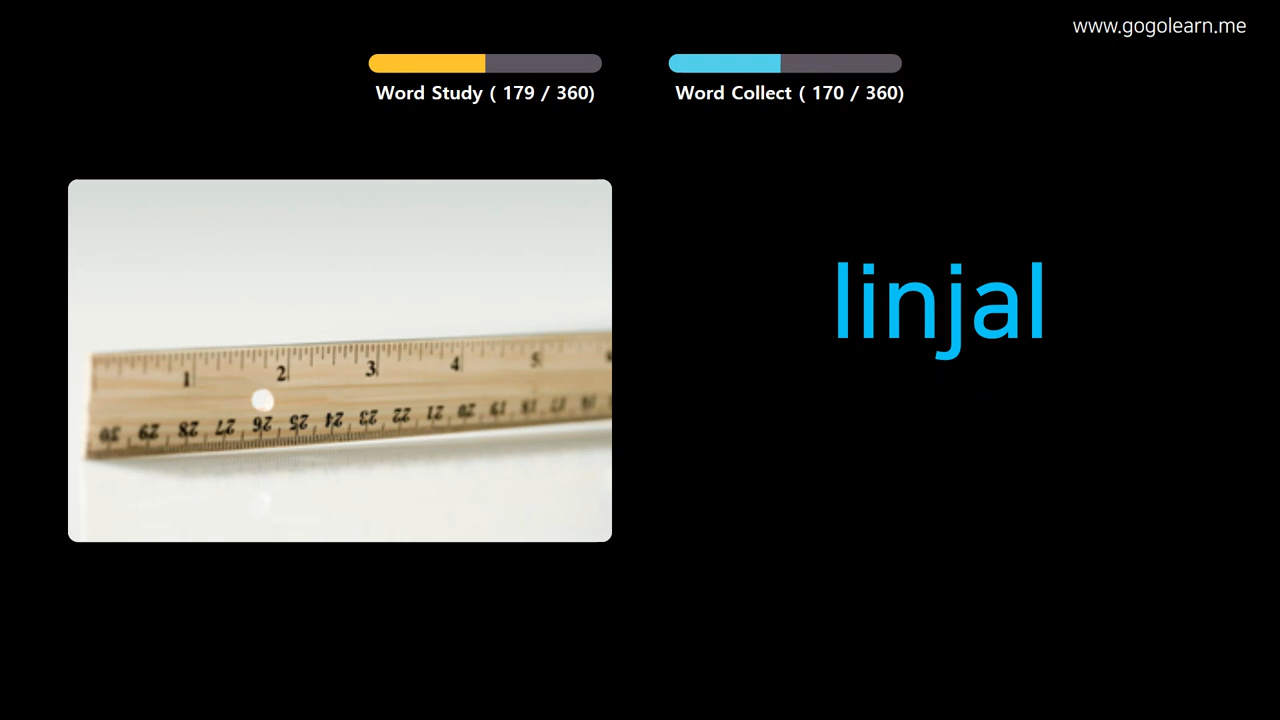 www.gogolearn.me
Word Study ( 179 / 360)
Word Collect ( 170 / 360)
linjal
1 2 3 4 5
30 29 28 27 26 25 24 23 22 21 20 19 18 17 16